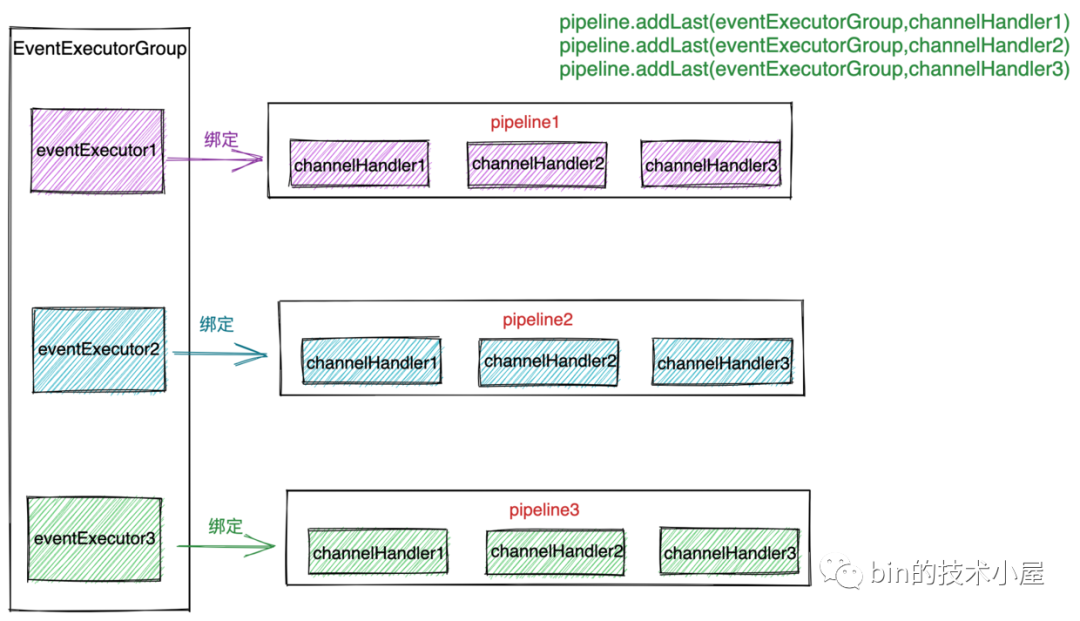 pipeline.addLast(eventExecutorGroup,channelHandler1)
pipeline.addLast(eventExecutorGroup,channelHandler2)
pipeline.addLast(eventExecutorGroup,channelHandler3)
EventExecutorGroup
eventExecutor1
绑定
pipeline1
channelHandler1
channelHandler2
channelHandler3
eventExecutor2
绑定
pipeline2
channelHandler1
channelHandler2
channelHandler3
eventExecutor3
绑定
pipeline3
channelHandler1
channelHandler2
channelHandler3
bin的技术小屋